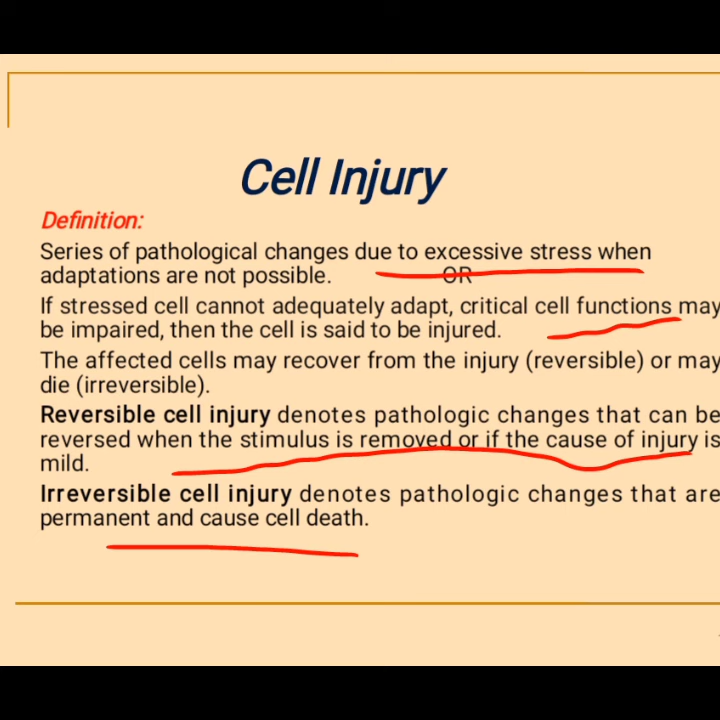 Cell Injury
Definition:
Series of pathological changes due to excessive stress when
adaptations are not possible. OR
If stressed cell cannot adequately adapt, critical cell functions may
be impaired, then the cell is said to be injured.
The affected cells may recover from the injury (reversible) or may
die (irreversible).
Reversible cell injury denotes pathologic changes that can be
reversed when the stimulus is removed or if the cause of injury is
mild.
Irreversible cell injury denotes pathologic changes that are
permanent and cause cell death.